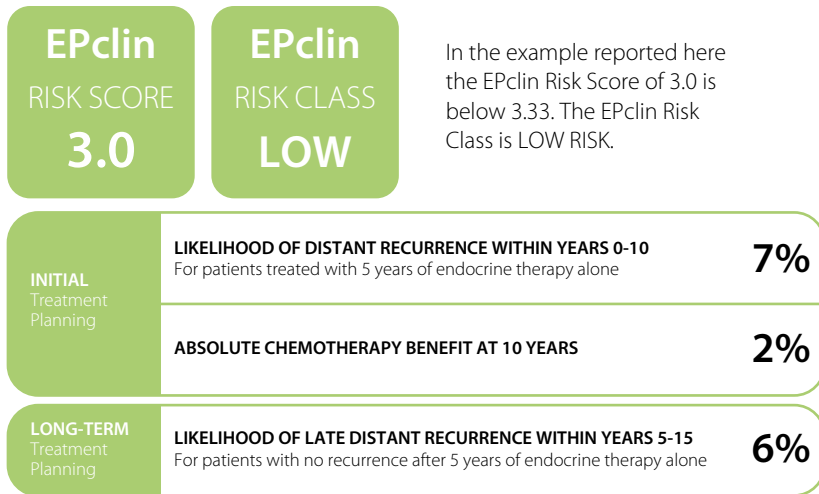 EPclin
RISK SCORE
3.0
EPclin
RISK CLASS
LOW
In the example reported here
the EPclin Risk Score of 3.0 is
below 3.33. The EPclin Risk
Class is LOW RISK.
INITIAL
Treatment
Planning
LIKELIHOOD OF DISTANT RECURRENCE WITHIN YEARS 0-10
For patients treated with 5 years of endocrine therapy alone
7%
ABSOLUTE CHEMOTHERAPY BENEFIT AT 10 YEARS
2%
LONG-TERM
Treatment
Planning
LIKELIHOOD OF LATE DISTANT RECURRENCE WITHIN YEARS 5-15
For patients with no recurrence after 5 years of endocrine therapy alone
6%